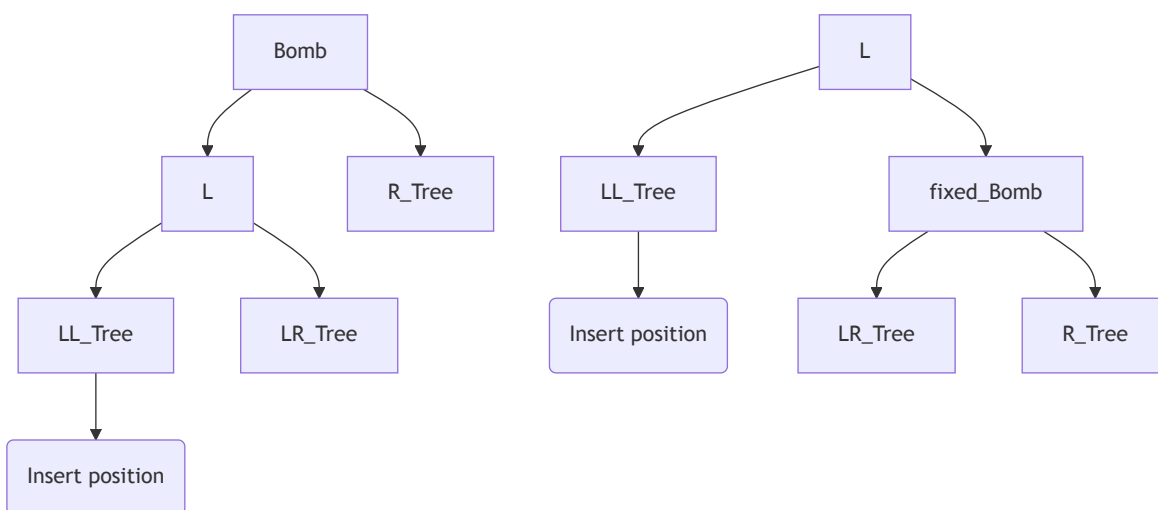 Bomb
L
L
R_Tree
LL_Tree
fixed_Bomb
LL_Tree
LR_Tree
Insert position
LR_Tree
R_Tree
Insert position